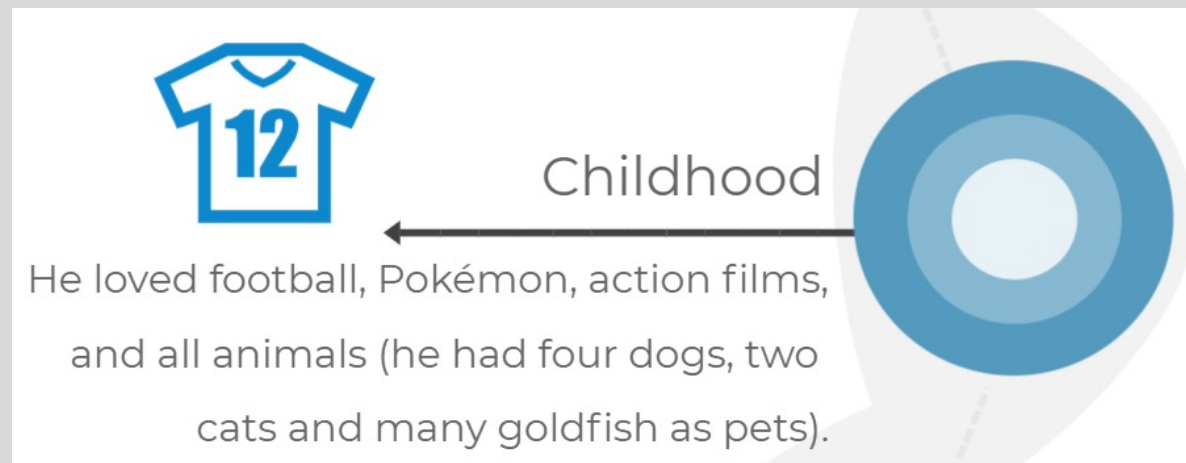 12
Childhood
He loved football, Pokémon, action films,
and all animals (he had four dogs, two
cats and many goldfish as pets).